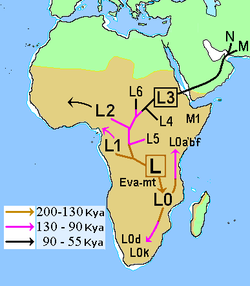 N
M
L6
L3
L2
L4
M1
L5
L0abf
L1
L
Eva-mt
L0
L0d
L0k
200-130 Kya
130 - 90 Kya
90 - 55 Kya